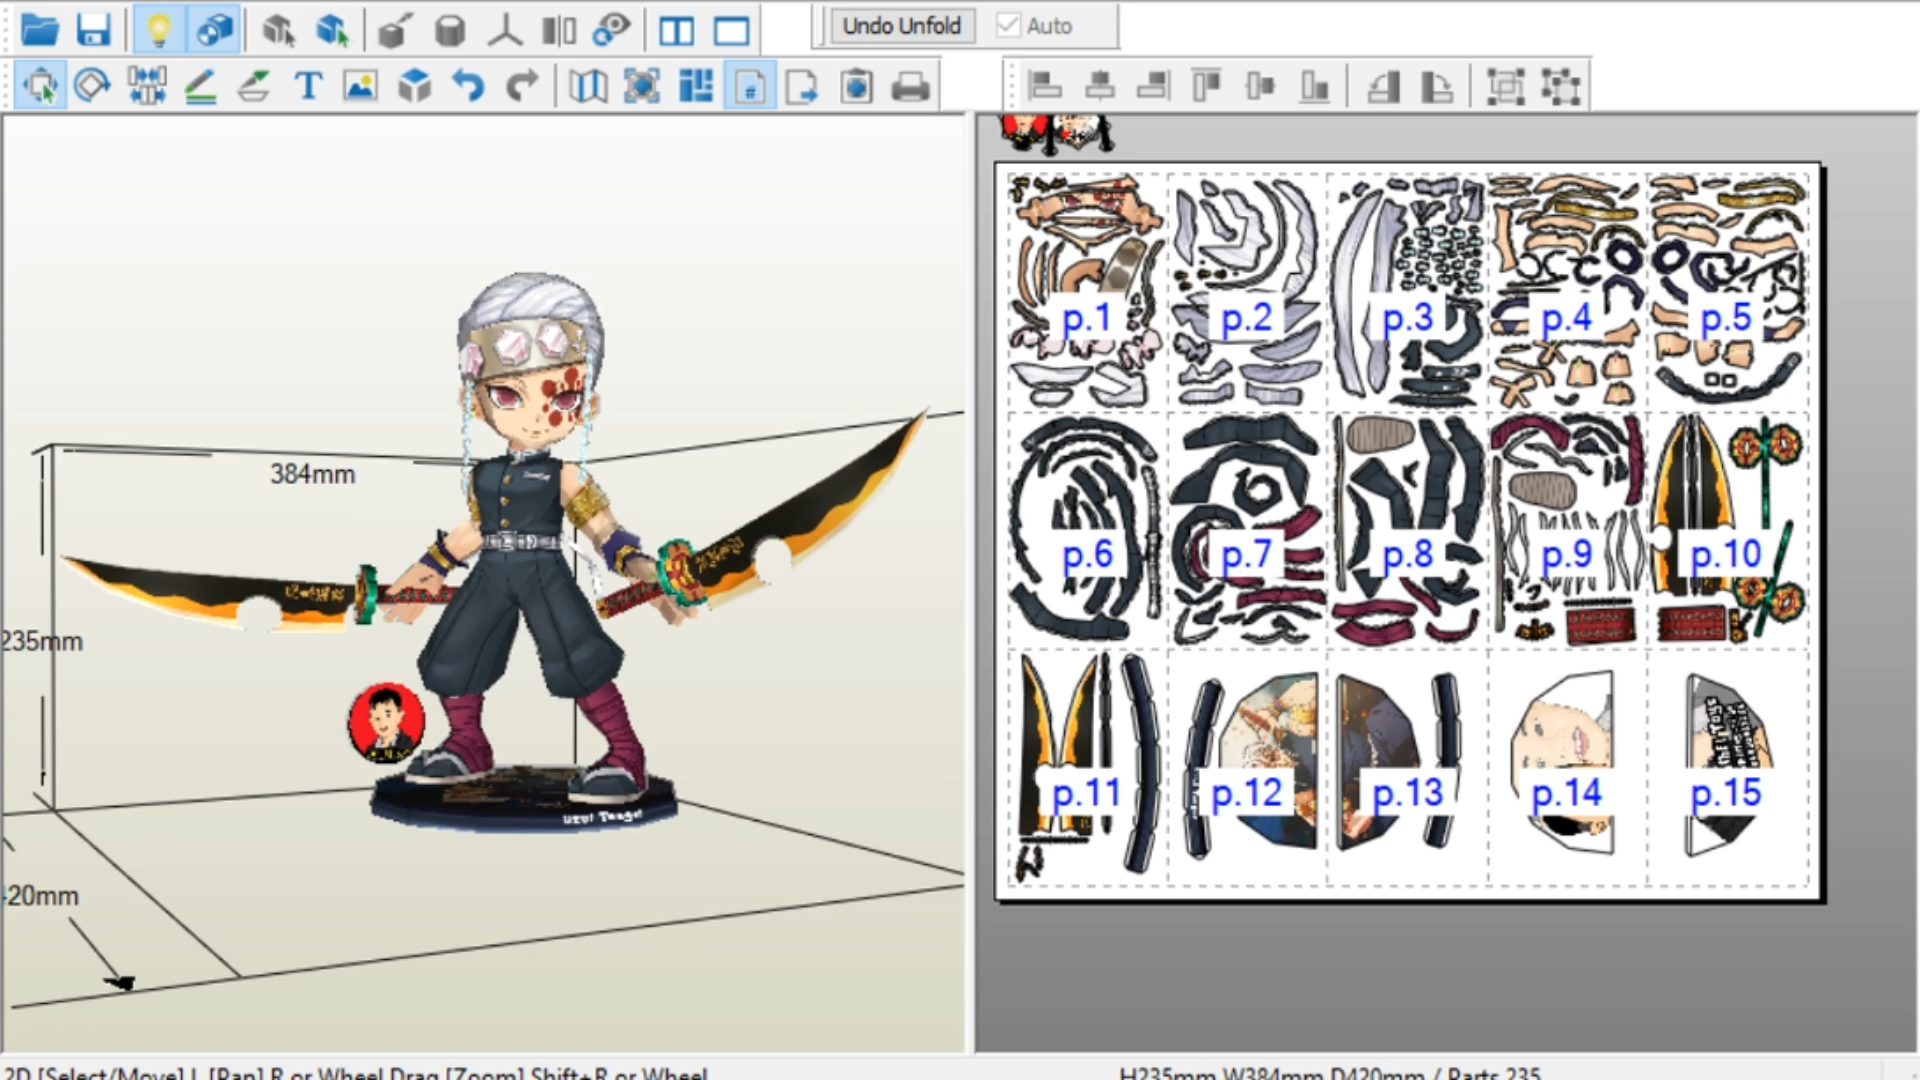 Undo Unfold
Auto
384mm
235mm
420mm
Uzui Tengen
p.1
p.2
p.3
p.4
p.5
p.6
p.7
p.8
p.9
p.10
p.11
p.12
p.13
p.14
p.15
2D [Select/Move] L [Pan] R or Wheel Drag [Zoom] Shift+R or Wheel
H235mm W384mm D420mm / Parts 235